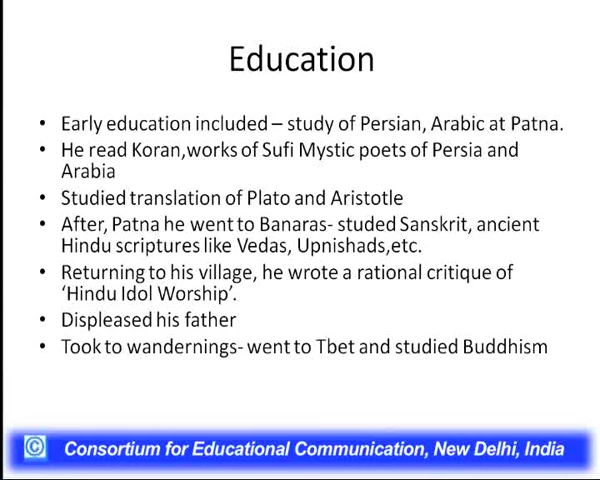 Education
• Early education included – study of Persian, Arabic at Patna.
• He read Koran,works of Sufi Mystic poets of Persia and
Arabia
• Studied translation of Plato and Aristotle
• After, Patna he went to Banaras- studed Sanskrit, ancient
Hindu scriptures like Vedas, Upnishads,etc.
• Returning to his village, he wrote a rational critique of
‘Hindu Idol Worship’.
• Displeased his father
• Took to wandernings- went to Tbet and studied Buddhism
© Consortium for Educational Communication, New Delhi, India